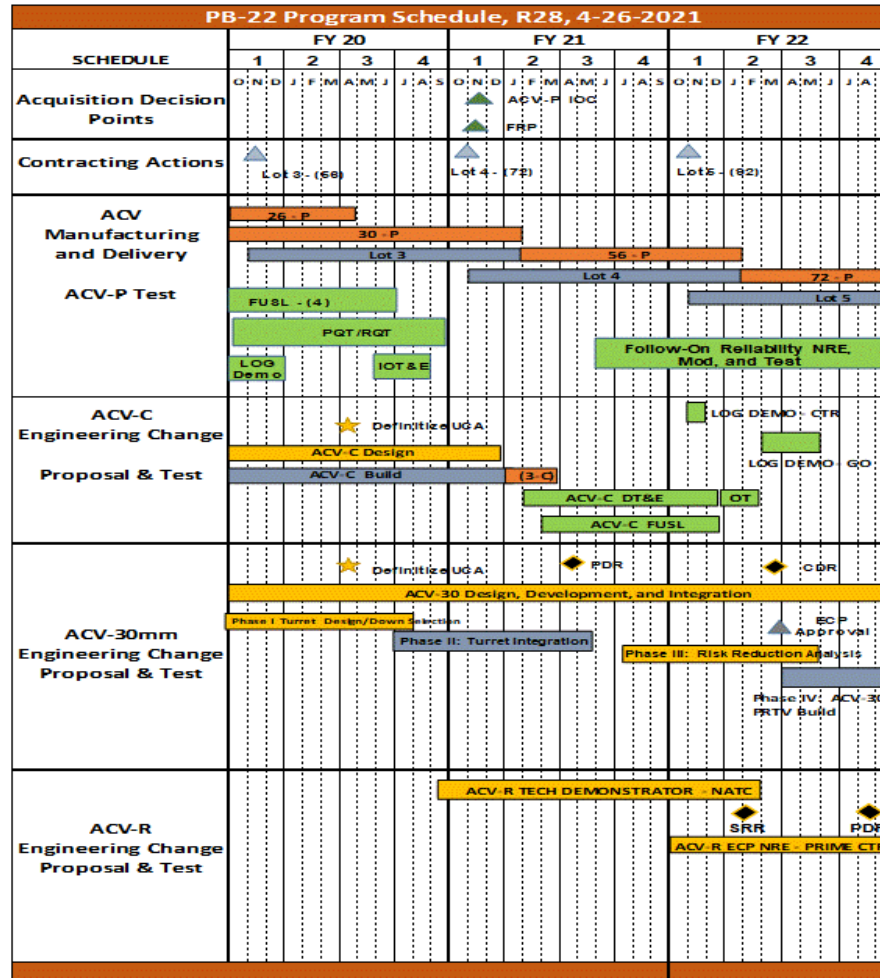 PB-22 Program Schedule, R28, 4-26-2021
FY 20 FY 21 FY 22
SCHEDULE 1 2 3 4 1 2 3 4 1 2 3 4
O N D J F M A M J J A S O N D J F M A M J J A S O N D J F M A M J J A
Acquisition Decision
Points
ACV-P IOC
FRP
Contracting Actions
Lot 3 - (56) Lot 4 - (72) Lot 5 - (92)
ACV
Manufacturing
and Delivery
26 - P
30 - P
Lot 3 56 - P
Lot 4 72 - P
Lot 5
ACV-P Test
FUSL - (4)
PQT/RQT
LOG
Demo
IOT&E
Follow-On Reliability NRE,
Mod, and Test
ACV-C
Engineering Change
Proposal & Test
Definitize UCA
LOG DEMO - CTR
ACV-C Design
LOG DEMO- GO
ACV-C Build (3-C)
ACV-C DT&E OT
ACV-C FUSL
ACV-30mm
Engineering Change
Proposal & Test
Definitize UCA PDR CDR
ACV-30 Design, Development, and Integration
Phase I Turret Design/Down Selection
ECP
Approval
Phase II: Turret Integration
Phase III: Risk Reduction Analysis
Phase IV: ACV-30
PRTV Build
ACV-R
Engineering Change
Proposal & Test
ACV-R TECH DEMONSTRATOR - NATC
SRR PDR
ACV-R ECP NRE - PRIME CTR